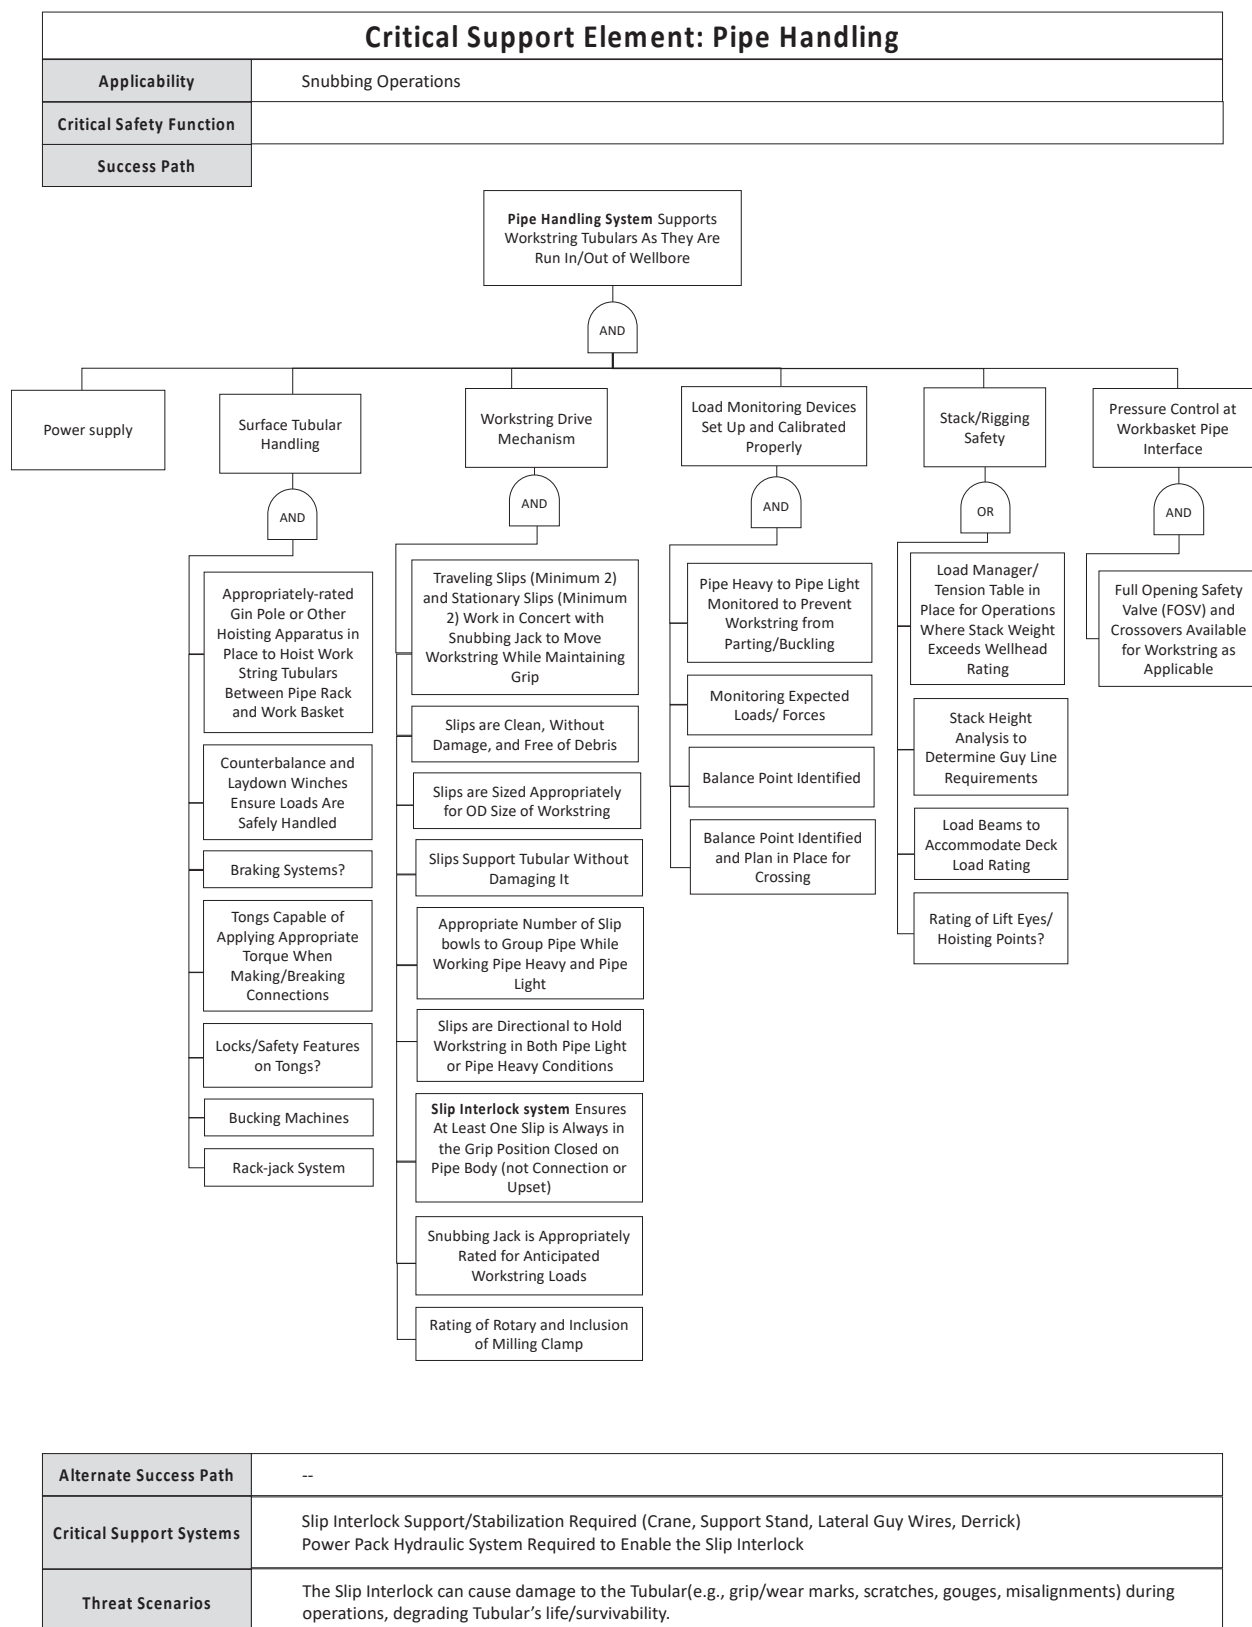 Critical Support Element: Pipe Handling
Applicability
Snubbing Operations
Critical Safety Function
Success Path
Pipe Handling System Supports
Workstring Tubulars As They Are
Run In/Out of Wellbore
AND
Power supply
Surface Tubular
Handling
AND
Appropriately-rated
Gin Pole or Other
Hoisting Apparatus in
Place to Hoist Work
String Tubulars
Between Pipe Rack
and Work Basket
Counterbalance and
Laydown Winches
Ensure Loads Are
Safely Handled
Braking Systems?
Tongs Capable of
Applying Appropriate
Torque When
Making/Breaking
Connections
Locks/Safety Features
on Tongs?
Bucking Machines
Rack-jack System
Workstring Drive
Mechanism
AND
Traveling Slips (Minimum 2)
and Stationary Slips (Minimum
2) Work in Concert with
Snubbing Jack to Move
Workstring While Maintaining
Grip
Slips are Clean, Without
Damage, and Free of Debris
Slips are Sized Appropriately
for OD Size of Workstring
Slips Support Tubular Without
Damaging It
Appropriate Number of Slip
bowls to Group Pipe While
Working Pipe Heavy and Pipe
Light
Slips are Directional to Hold
Workstring in Both Pipe Light
or Pipe Heavy Conditions
Slip Interlock system Ensures
At Least One Slip is Always in
the Grip Position Closed on
Pipe Body (not Connection or
Upset)
Snubbing Jack is Appropriately
Rated for Anticipated
Workstring Loads
Rating of Rotary and Inclusion
of Milling Clamp
Load Monitoring Devices
Set Up and Calibrated
Properly
AND
Pipe Heavy to Pipe Light
Monitored to Prevent
Workstring from
Parting/Buckling
Monitoring Expected
Loads/ Forces
Balance Point Identified
Balance Point Identified
and Plan in Place for
Crossing
Stack/Rigging
Safety
OR
Load Manager/
Tension Table in
Place for Operations
Where Stack Weight
Exceeds Wellhead
Rating
Stack Height
Analysis to
Determine Guy Line
Requirements
Load Beams to
Accommodate Deck
Load Rating
Rating of Lift Eyes/
Hoisting Points?
Pressure Control at
Workbasket Pipe
Interface
AND
Full Opening Safety
Valve (FOSV) and
Crossovers Available
for Workstring as
Applicable
Alternate Success Path
--
Critical Support Systems
Slip Interlock Support/Stabilization Required (Crane, Support Stand, Lateral Guy Wires, Derrick)
Power Pack Hydraulic System Required to Enable the Slip Interlock
Threat Scenarios
The Slip Interlock can cause damage to the Tubular(e.g., grip/wear marks, scratches, gouges, misalignments) during
operations, degrading Tubular's life/survivability.